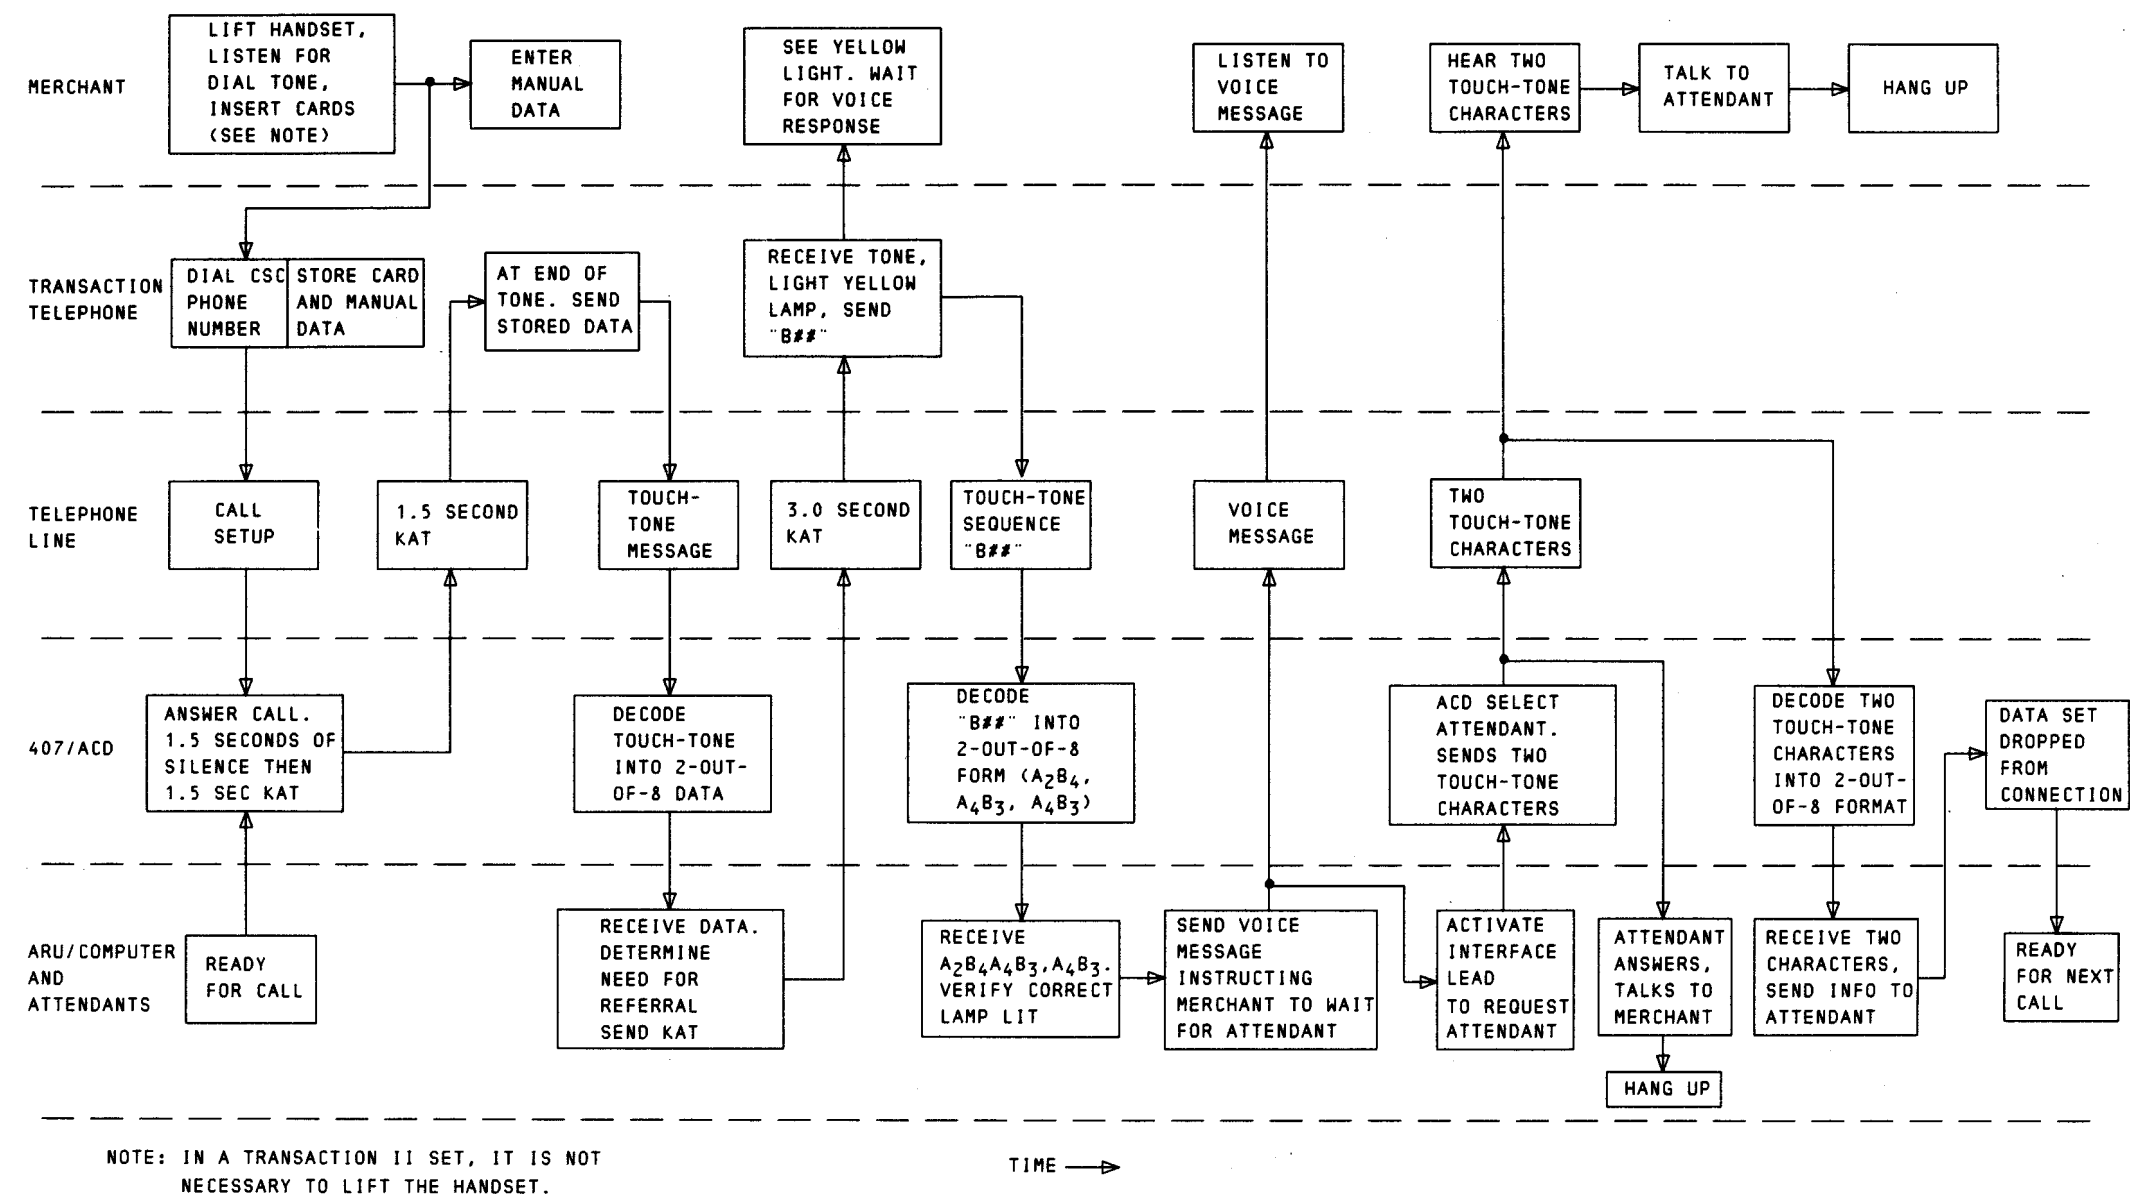 MERCHANT
LIFT HANDSET,
LISTEN FOR
DIAL TONE,
INSERT CARDS
(SEE NOTE)
ENTER
MANUAL
DATA
SEE YELLOW
LIGHT. WAIT
FOR VOICE
RESPONSE
LISTEN TO
VOICE
MESSAGE
HEAR TWO
TOUCH-TONE
CHARACTERS
TALK TO
ATTENDANT
HANG UP
TRANSACTION
TELEPHONE
DIAL CSC
PHONE
NUMBER
STORE CARD
AND MANUAL
DATA
AT END OF
TONE. SEND
STORED DATA
RECEIVE TONE,
LIGHT YELLOW
LAMP, SEND
"B##"
TELEPHONE
LINE
CALL
SETUP
1.5 SECOND
KAT
TOUCH-
TONE
MESSAGE
3.0 SECOND
KAT
TOUCH-TONE
SEQUENCE
"B##"
VOICE
MESSAGE
TWO
TOUCH-TONE
CHARACTERS
407/ACD
ANSWER CALL.
1.5 SECONDS OF
SILENCE THEN
1.5 SEC KAT
DECODE
TOUCH-TONE
INTO 2-OUT-
OF-8 DATA
DECODE
"B##" INTO
2-OUT-OF-8
FORM (A2B4,
A4B3, A4B3)
ACD SELECT
ATTENDANT.
SENDS TWO
TOUCH-TONE
CHARACTERS
DECODE TWO
TOUCH-TONE
CHARACTERS
INTO 2-OUT-
OF-8 FORMAT
DATA SET
DROPPED
FROM
CONNECTION
ARU/COMPUTER
AND
ATTENDANTS
READY
FOR CALL
RECEIVE DATA.
DETERMINE
NEED FOR
REFERRAL
SEND KAT
RECEIVE
A2B4A4B3,A4B3.
VERIFY CORRECT
LAMP LIT
SEND VOICE
MESSAGE
INSTRUCTING
MERCHANT TO WAIT
FOR ATTENDANT
ACTIVATE
INTERFACE
LEAD
TO REQUEST
ATTENDANT
ATTENDANT
ANSWERS,
TALKS TO
MERCHANT
HANG UP
RECEIVE TWO
CHARACTERS,
SEND INFO TO
ATTENDANT
READY
FOR NEXT
CALL
NOTE: IN A TRANSACTION II SET, IT IS NOT
NECESSARY TO LIFT THE HANDSET.
TIME